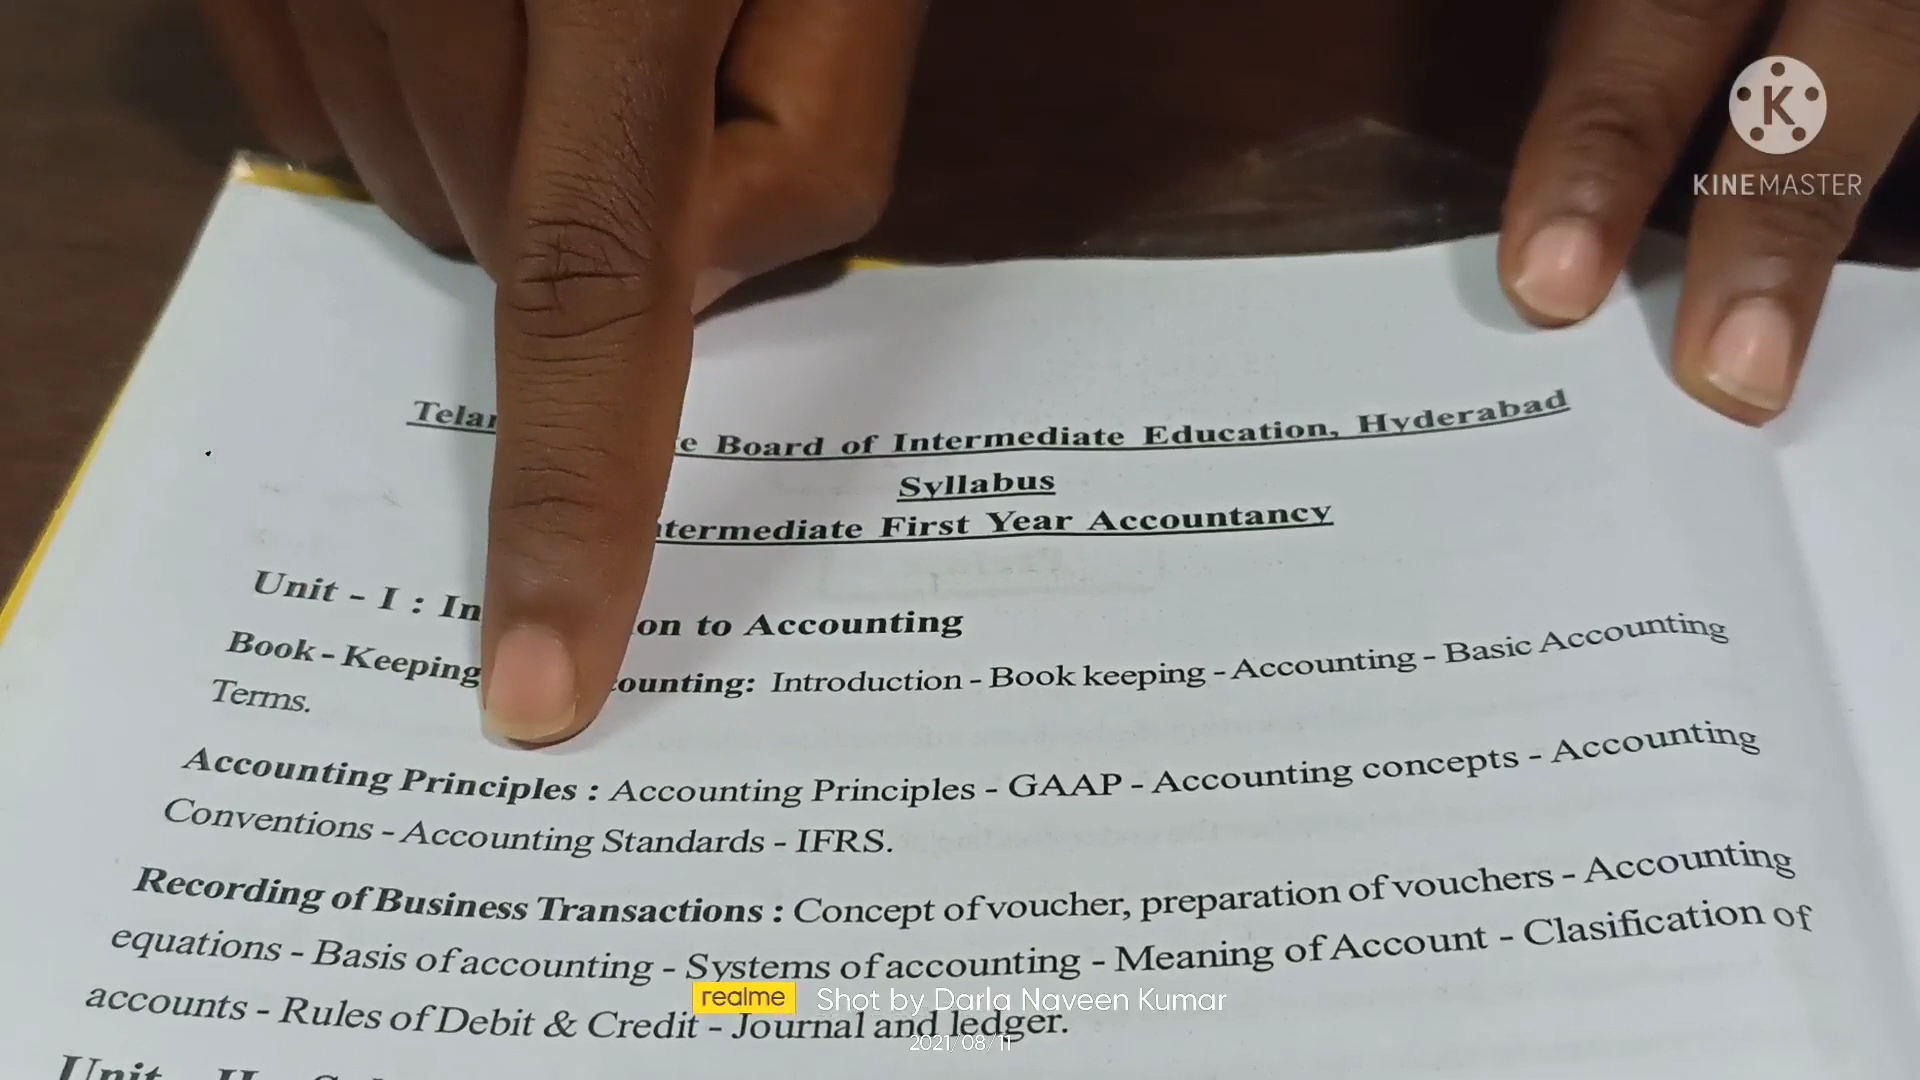 KINEMASTER
Telan e Board of Intermediate Education, Hyderabad
Syllabus
ntermediate First Year Accountancy
Unit - I : In on to Accounting
Book - Keeping ounting: Introduction - Book keeping - Accounting - Basic Accounting
Terms.
Accounting Principles : Accounting Principles - GAAP - Accounting concepts - Accounting
Conventions - Accounting Standards - IFRS.
Recording of Business Transactions : Concept of voucher, preparation of vouchers - Accounting
equations - Basis of accounting - Systems of accounting - Meaning of Account - Clasification of
accounts - Rules of Debit & Credit - Journal and ledger.
realme Shot by Darla Naveen Kumar
2021/08/11
Unit - II